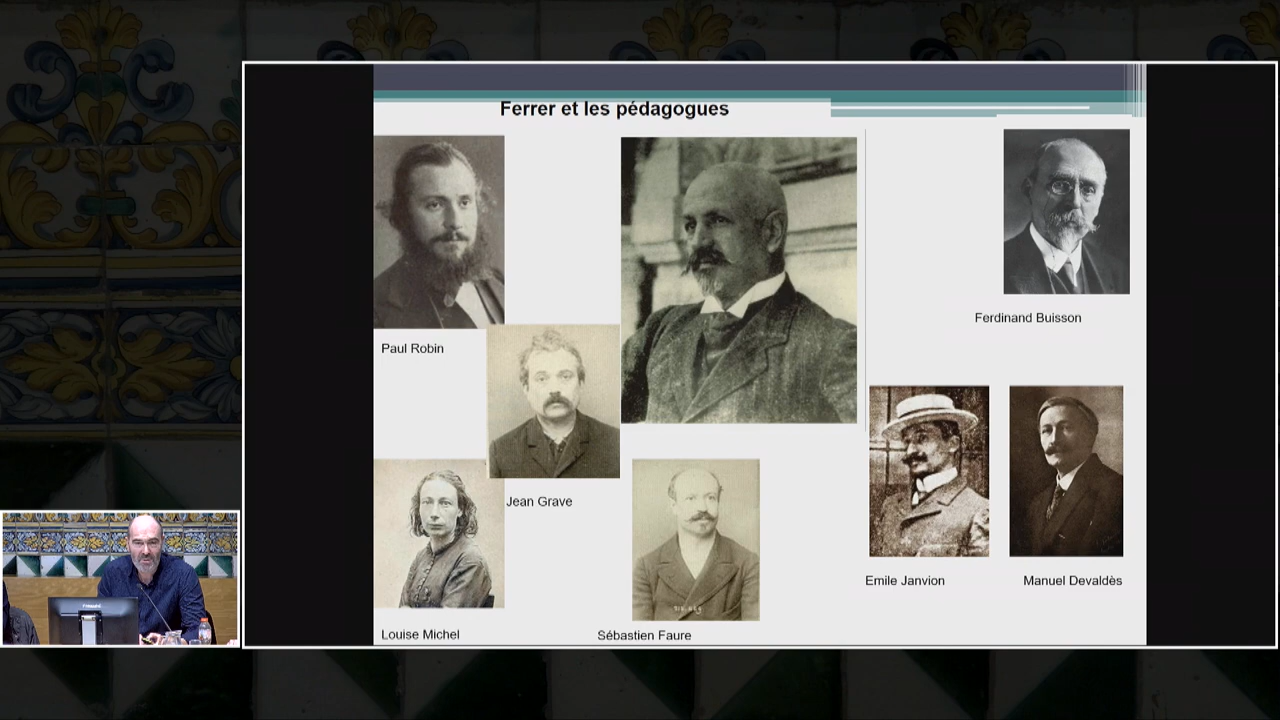 Ferrer et les pédagogues
Paul Robin
Jean Grave
Louise Michel
Sébastien Faure
Ferdinand Buisson
Emile Janvion
Manuel Devaldès